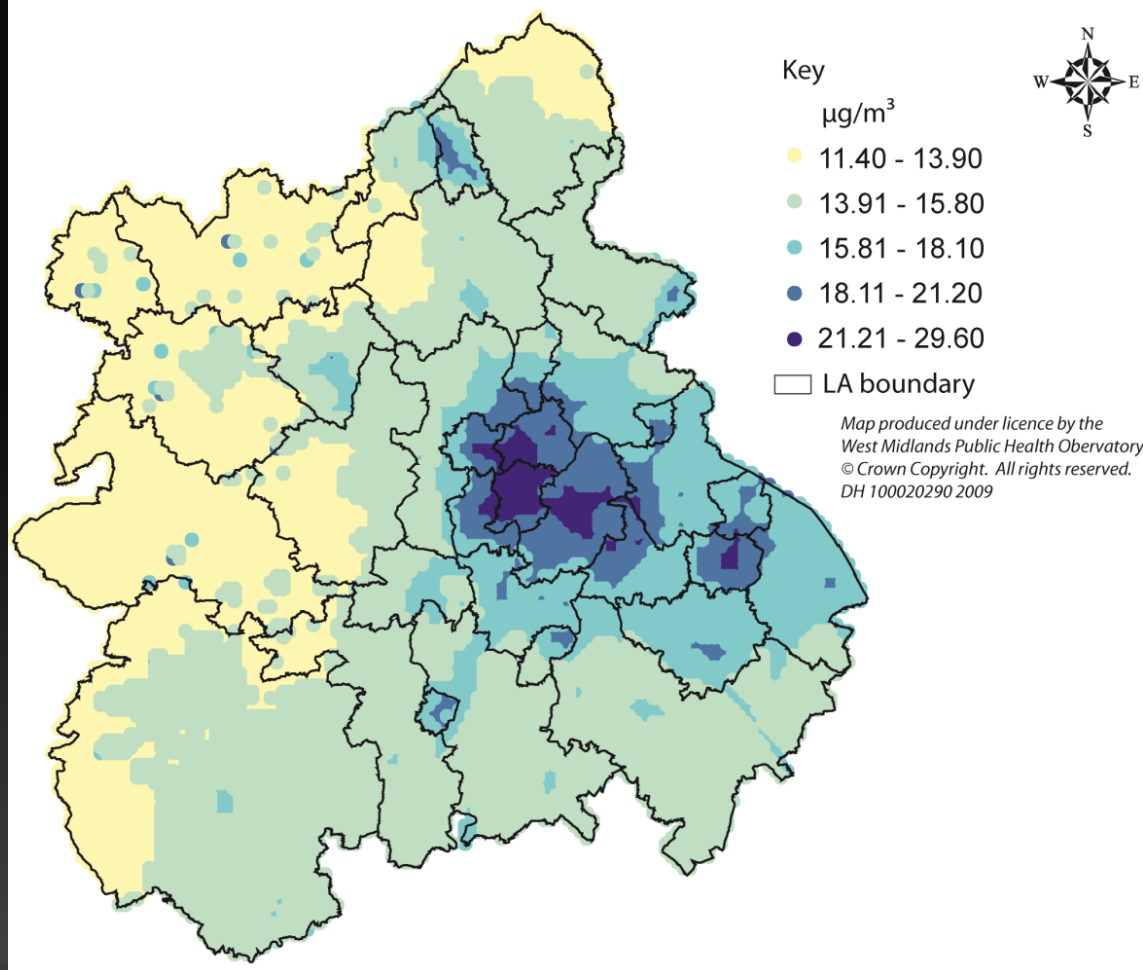 Key
N
W E
S
µg/m³
11.40 - 13.90
13.91 - 15.80
15.81 - 18.10
18.11 - 21.20
21.21 - 29.60
LA boundary
Map produced under licence by the
West Midlands Public Health Obervatory
© Crown Copyright. All rights reserved.
DH 100020290 2009